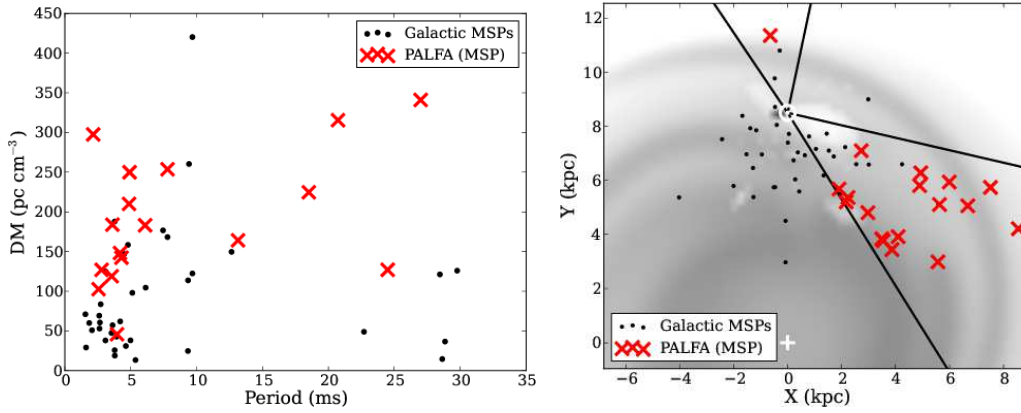 450
400
350
300
250
200
150
100
50
0
DM (pc cm⁻³)
0 5 10 15 20 25 30 35
Period (ms)
Galactic MSPs
PALFA (MSP)
12
10
8
6
4
2
0
Y (kpc)
−6 −4 −2 0 2 4 6 8
X (kpc)
Galactic MSPs
PALFA (MSP)